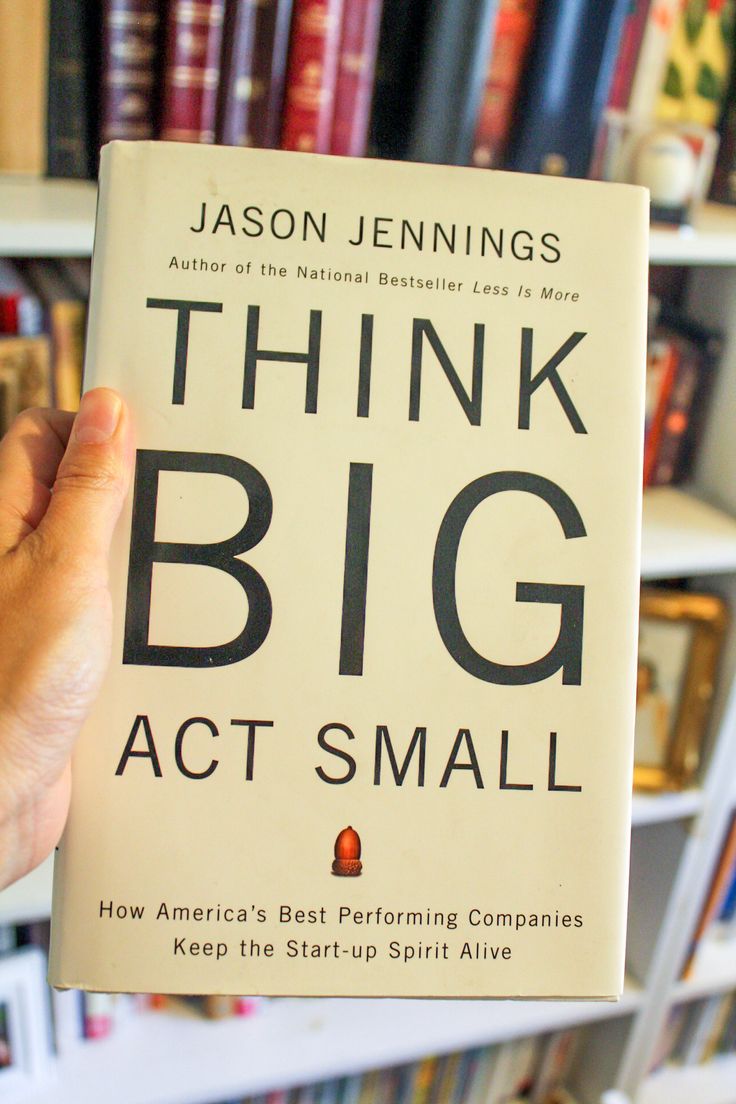 JASON JENNINGS
Author of the National Bestseller Less Is More
THINK
BIG
ACT SMALL
How America's Best Performing Companies
Keep the Start-up Spirit Alive